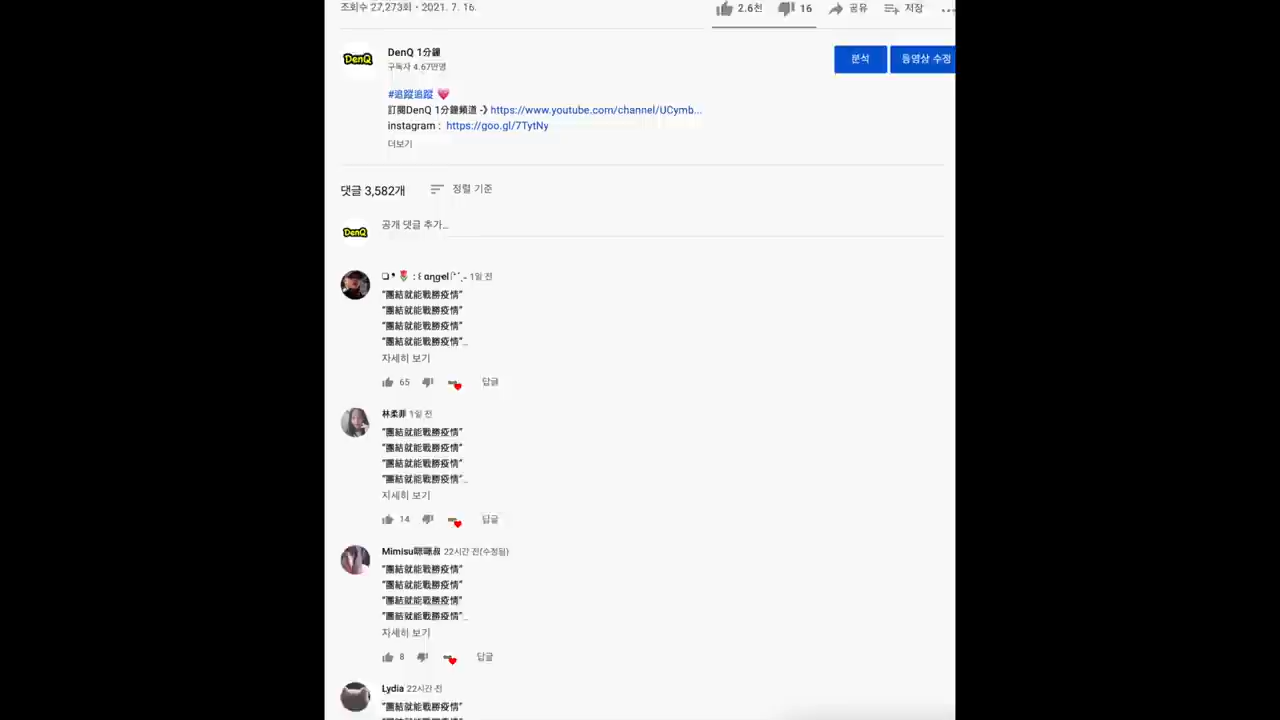 조회수 27,273회 • 2021. 7. 16.
2.6천
16
공유
저장
DenQ
DenQ 1分鐘
구독자 4.67만명
분석
동영상 수정
#追蹤追蹤 💗
訂閱DenQ 1分鐘頻道 -》 https://www.youtube.com/channel/UCymb...
instagram : https://goo.gl/7TytNy
더보기
댓글 3,582개
정렬 기준
DenQ
공개 댓글 추가...
angel
1일 전
"團結就能戰勝疫情"
"團結就能戰勝疫情"
"團結就能戰勝疫情"
"團結就能戰勝疫情"...
자세히 보기
65
답글
林柔菲 1일 전
"團結就能戰勝疫情"
"團結就能戰勝疫情"
"團結就能戰勝疫情"
"團結就能戰勝疫情"...
자세히 보기
14
답글
Mimisu咪咪叔 22시간 전(수정됨)
"團結就能戰勝疫情"
"團結就能戰勝疫情"
"團結就能戰勝疫情"
"團結就能戰勝疫情"...
자세히 보기
8
답글
Lydia 22시간 전
"團結就能戰勝疫情"